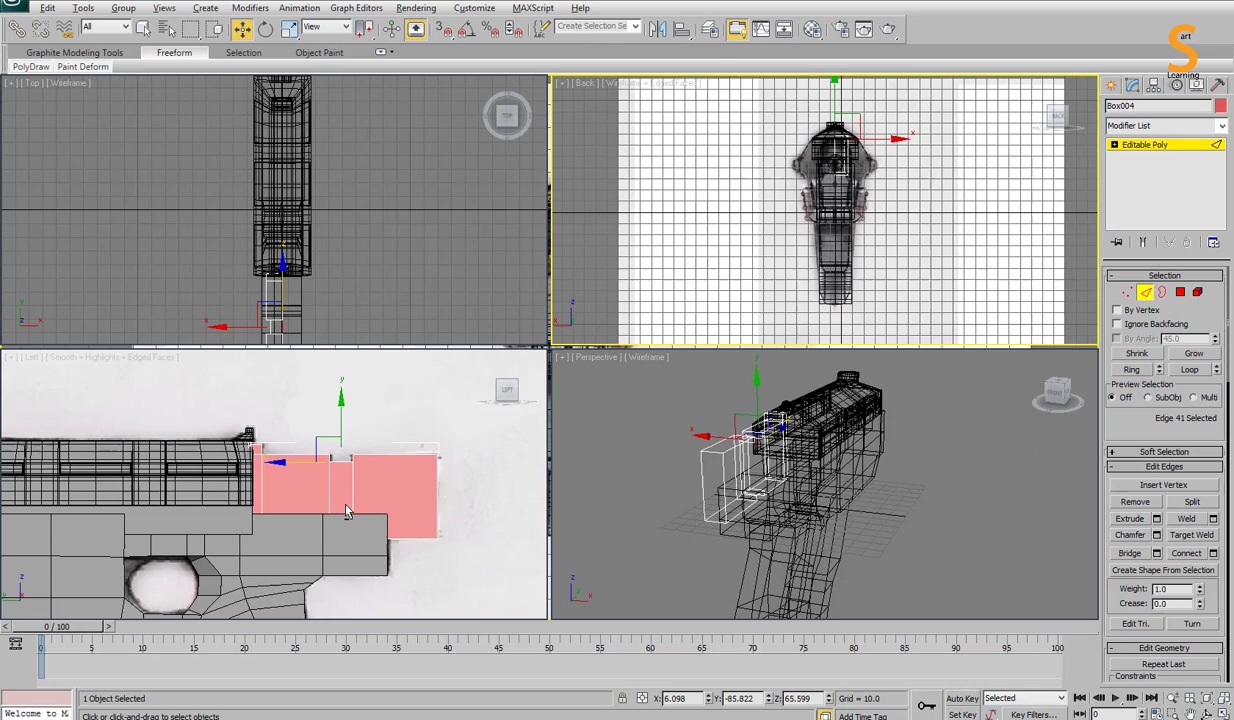 Edit Tools Group Views Create Modifiers Animation Graph Editors Rendering Customize MAXScript Help
All View Create Selection Se
art
S
Learning
Graphite Modeling Tools Freeform Selection Object Paint
PolyDraw Paint Deform
[ + ] [ Top ] [ Wireframe ]
TOP
[ + ] [ Back ] [ Wireframe + Edged Faces ]
BACK
Box004
Modifier List
Editable Poly
x y z
[ + ] [ Left ] [ Smooth + Highlights + Edged Faces ]
LEFT
[ + ] [ Perspective ] [ Wireframe ]
FRONT
Selection
By Vertex
Ignore Backfacing
By Angle: 45.0
Shrink Grow
Ring Loop
Preview Selection
Off SubObj Multi
Edge 41 Selected
Soft Selection
Edit Edges
Insert Vertex
Remove Split
Extrude Weld
Chamfer Target Weld
Bridge Connect
Create Shape From Selection
Weight: 1.0
Crease: 0.0
Edit Tri. Turn
Edit Geometry
Repeat Last
Constraints
0 / 100
0 5 10 15 20 25 30 35 40 45 50 55 60 65 70 75 80 85 90 95 100
1 Object Selected X: 6.098 Y: -85.822 Z: 65.599 Grid = 10.0 Auto Key Selected
Welcome to M Click or click-and-drag to select objects Add Time Tag Set Key Key Filters... 0